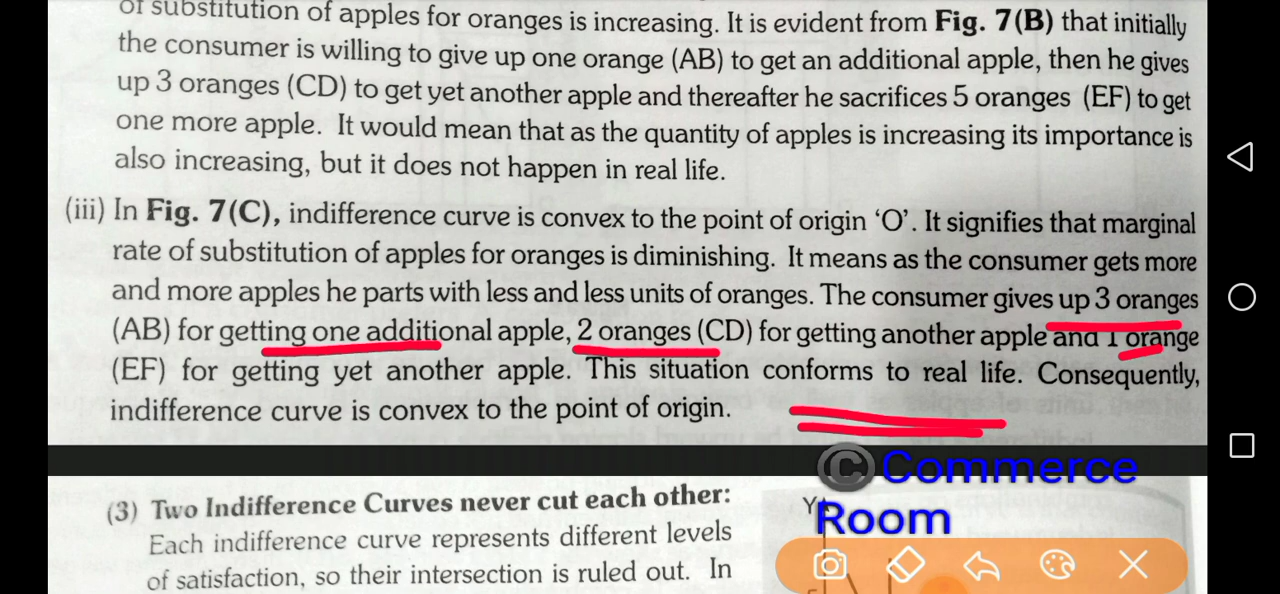 of substitution of apples for oranges is increasing. It is evident from Fig. 7(B) that initially
the consumer is willing to give up one orange (AB) to get an additional apple, then he gives
up 3 oranges (CD) to get yet another apple and thereafter he sacrifices 5 oranges (EF) to get
one more apple. It would mean that as the quantity of apples is increasing its importance is
also increasing, but it does not happen in real life.
(iii) In Fig. 7(C), indifference curve is convex to the point of origin ‘O’. It signifies that marginal
rate of substitution of apples for oranges is diminishing. It means as the consumer gets more
and more apples he parts with less and less units of oranges. The consumer gives up 3 oranges
(AB) for getting one additional apple, 2 oranges (CD) for getting another apple and 1 orange
(EF) for getting yet another apple. This situation conforms to real life. Consequently,
indifference curve is convex to the point of origin.
© Commerce
Room
(3) Two Indifference Curves never cut each other:
Each indifference curve represents different levels
of satisfaction, so their intersection is ruled out. In
Y